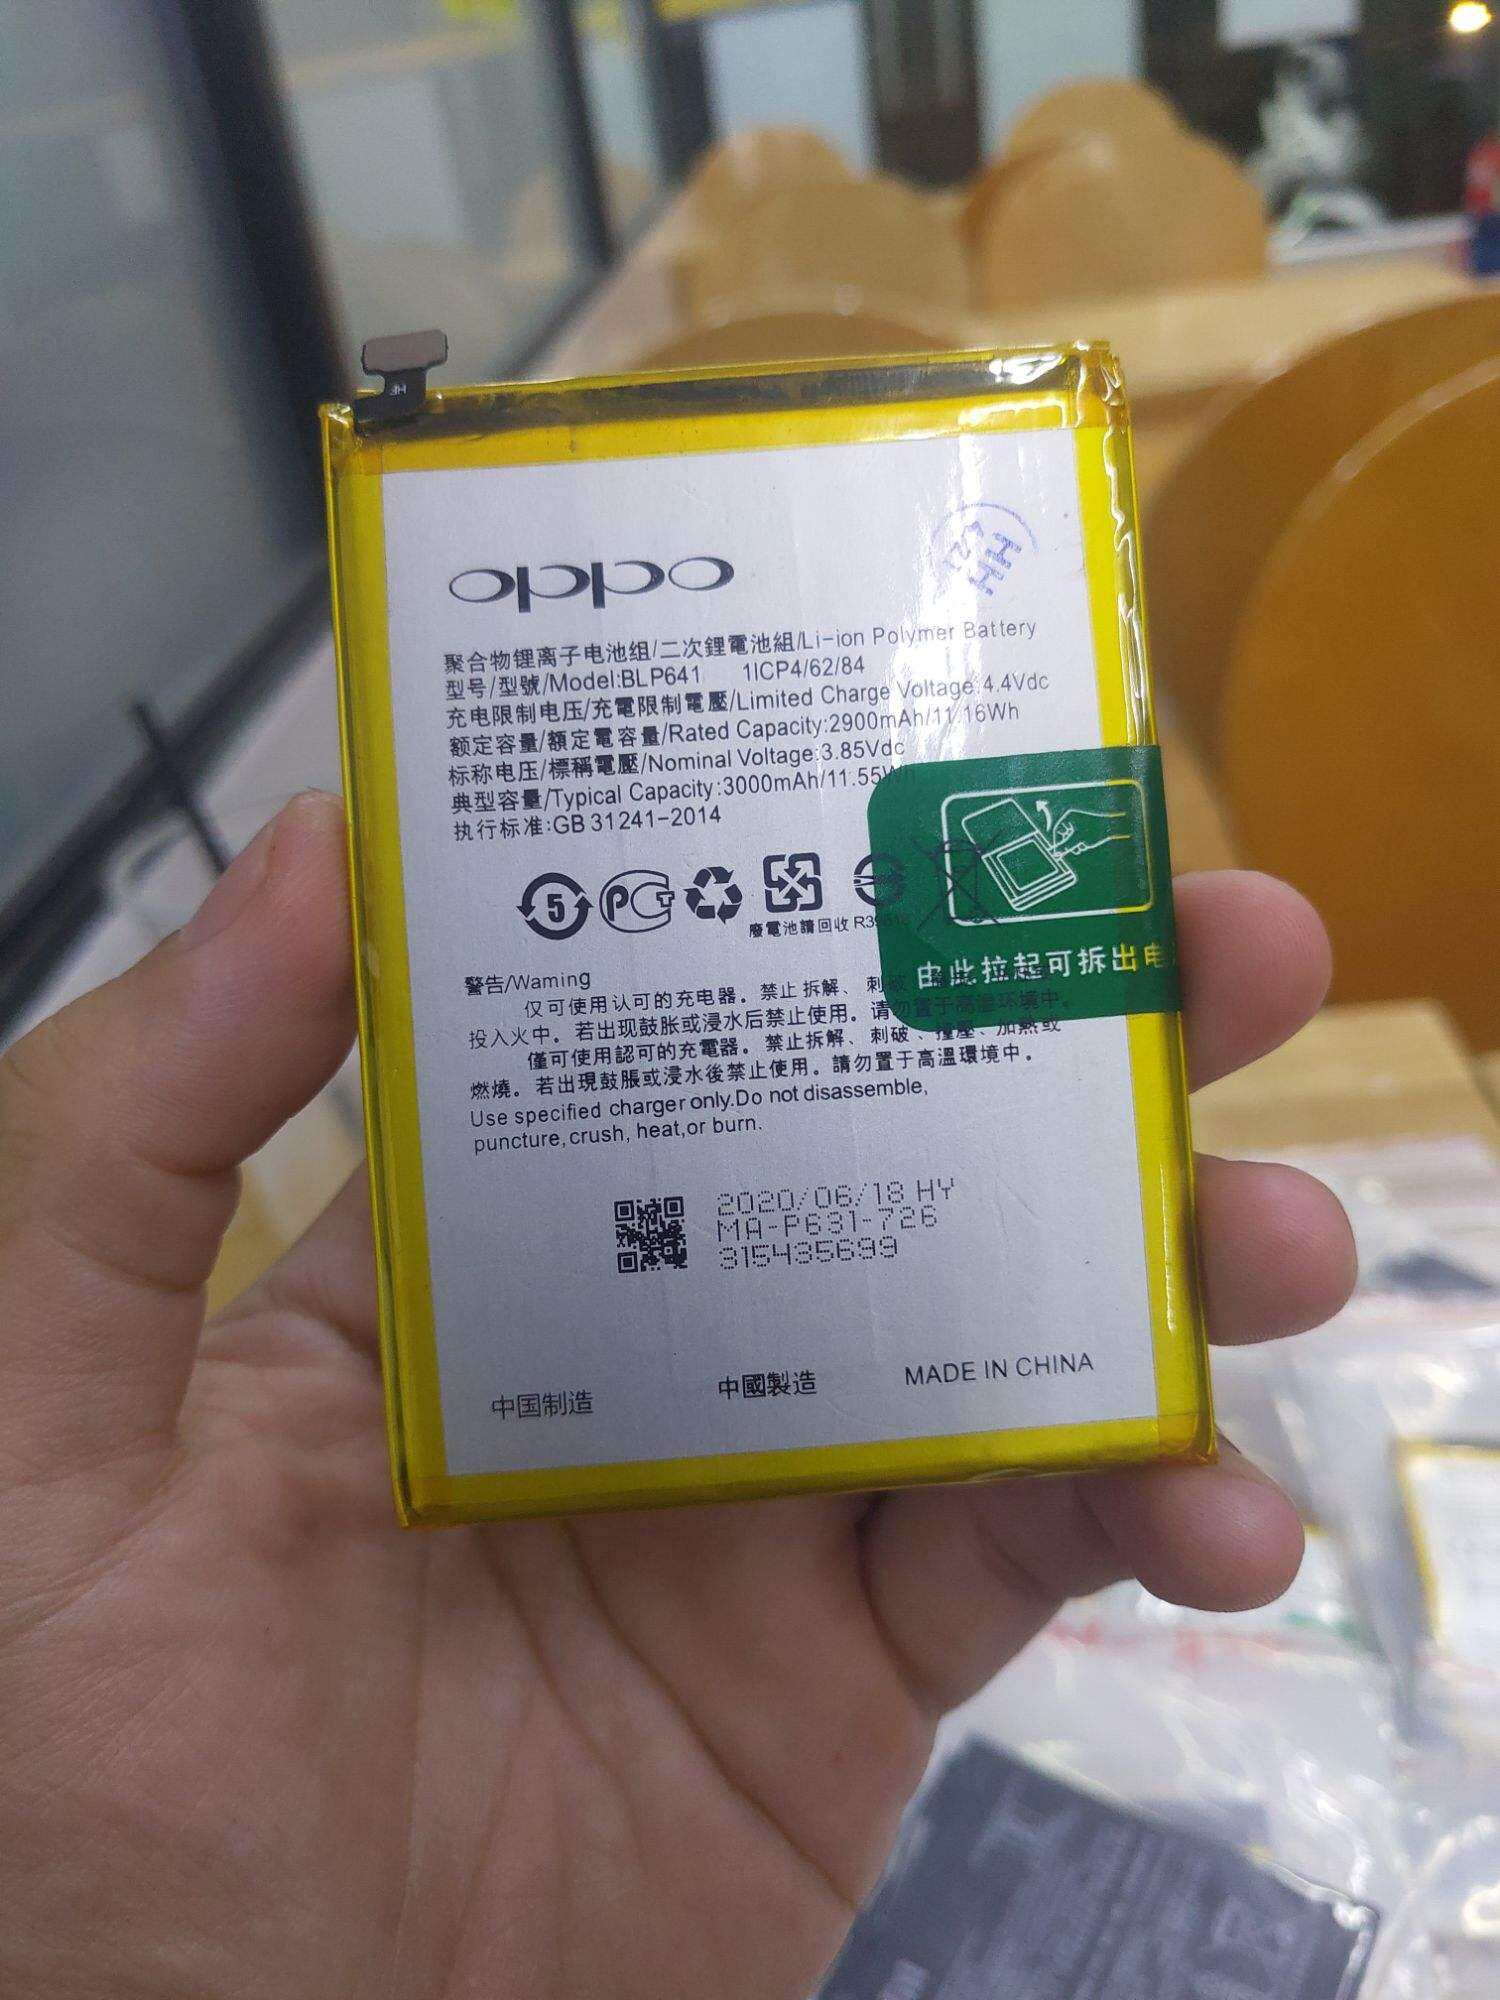 HF
oppo
聚合物锂离子电池组/二次鋰電池組/Li-ion Polymer Battery
型号/型號/Model:BLP641 1ICP4/62/84
充电限制电压/充電限制電壓/Limited Charge Voltage:4.4Vdc
额定容量/額定電容量/Rated Capacity:2900mAh/11.16Wh
标称电压/標稱電壓/Nominal Voltage:3.85Vdc
典型容量/Typical Capacity:3000mAh/11.55Wh
执行标准:GB 31241-2014
5
廢電池請回收
由此拉起可拆出电
警告/Waming
仅可使用认可的充电器。禁止拆解、刺破
投入火中。若出现鼓胀或浸水后禁止使用。请勿置于高温环境中。
僅可使用認可的充電器。禁止拆解、刺破、撞壓、加熱或
燃燒。若出現鼓脹或浸水後禁止使用。請勿置于高溫環境中。
Use specified charger only.Do not disassemble,
puncture,crush, heat,or burn.
2020/06/18 HY
MA-P631-726
315435699
中国制造 中國製造 MADE IN CHINA